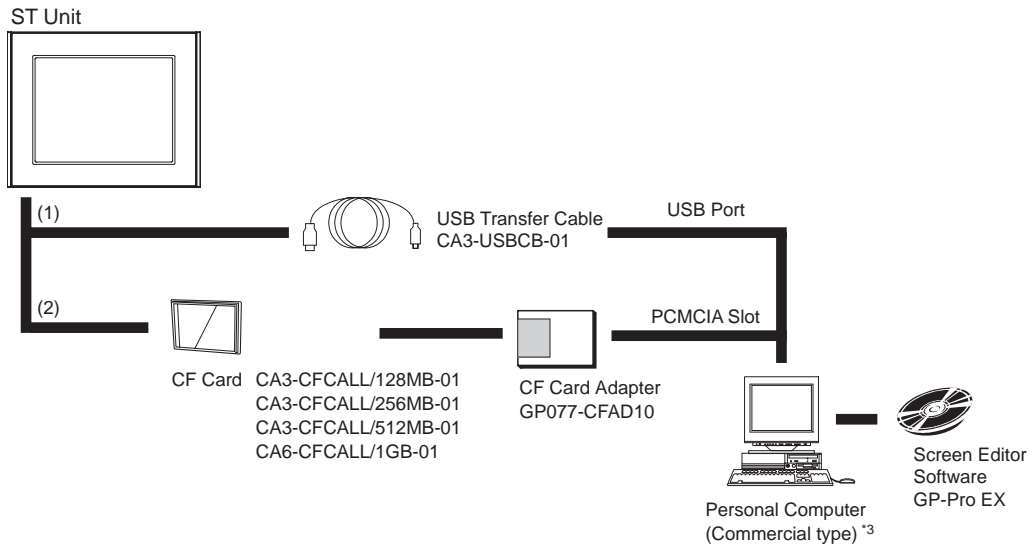 ST Unit
(1)
USB Transfer Cable
CA3-USBCB-01
USB Port
(2)
PCMCIA Slot
CF Card
CA3-CFCALL/128MB-01
CA3-CFCALL/256MB-01
CA3-CFCALL/512MB-01
CA6-CFCALL/1GB-01
CF Card Adapter
GP077-CFAD10
Screen Editor
Software
GP-Pro EX
Personal Computer
(Commercial type) *3